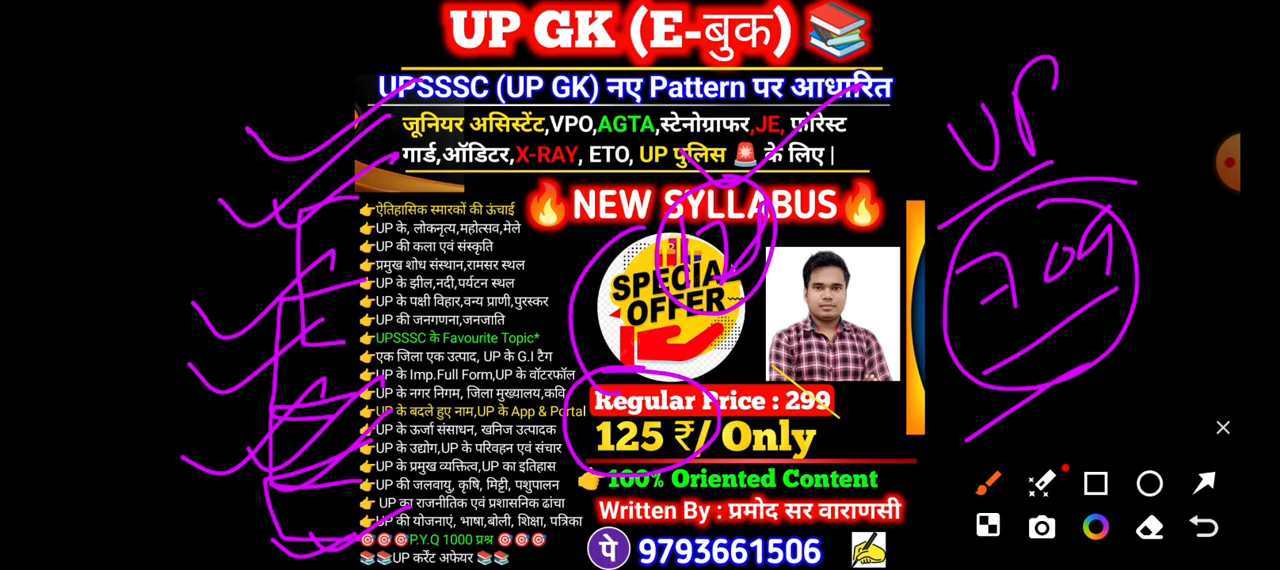 UP GK (E-बुक)
UPSSSC (UP GK) नए Pattern पर आधारित
जूनियर असिस्टेंट,VPO,AGTA,स्टेनोग्राफर,JE, फॉरेस्ट
गार्ड,ऑडिटर,X-RAY, ETO, UP पुलिस के लिए |
NEW SYLLABUS
ऐतिहासिक स्मारकों की ऊंचाई
UP के, लोकनृत्य,महोत्सव,मेले
UP की कला एवं संस्कृति
प्रमुख शोध संस्थान,रामसर स्थल
UP के झील,नदी,पर्यटन स्थल
UP के पक्षी विहार,वन्य प्राणी,पुरस्कर
UP की जनगणना,जनजाति
UPSSSC के Favourite Topic*
एक जिला एक उत्पाद, UP के G.I टैग
UP के Imp.Full Form,UP के वॉटरफॉल
UP के नगर निगम, जिला मुख्यालय,कवि
UP के बदले हुए नाम,UP के App & Portal
UP के ऊर्जा संसाधन, खनिज उत्पादक
UP के उद्योग,UP के परिवहन एवं संचार
UP के प्रमुख व्यक्तित्व,UP का इतिहास
UP की जलवायु, कृषि, मिट्टी, पशुपालन
UP का राजनीतिक एवं प्रशासनिक ढांचा
UP की योजनाएं, भाषा,बोली, शिक्षा, पत्रिका
P.Y.Q 1000 प्रश्न
UP करेंट अफेयर
SPECIAL
OFFER
Regular Price : 299
125 ₹/ Only
100% Oriented Content
Written By : प्रमोद सर वाराणसी
पे 9793661506
UP